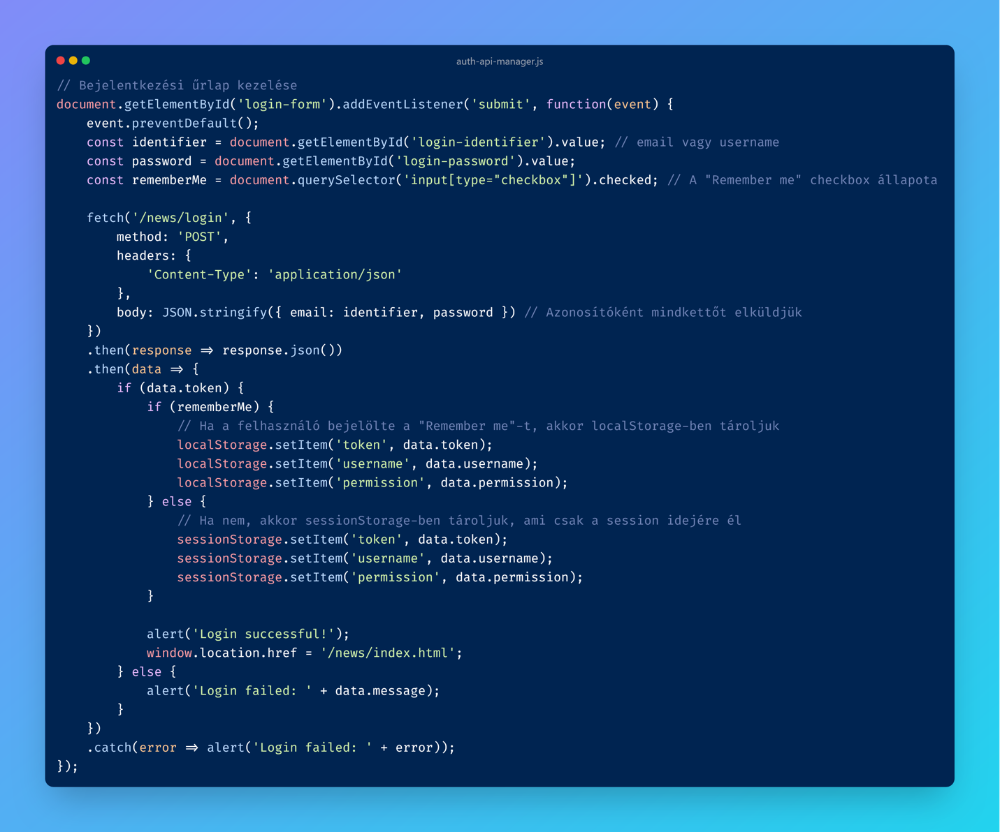 auth-api-manager.js
// Bejelentkezési űrlap kezelése
document.getElementById('login-form').addEventListener('submit', function(event) {
    event.preventDefault();
    const identifier = document.getElementById('login-identifier').value; // email vagy username
    const password = document.getElementById('login-password').value;
    const rememberMe = document.querySelector('input[type="checkbox"]').checked; // A "Remember me" checkbox állapota

    fetch('/news/login', {
        method: 'POST',
        headers: {
            'Content-Type': 'application/json'
        },
        body: JSON.stringify({ email: identifier, password }) // Azonosítóként mindkettőt elküldjük
    })
    .then(response => response.json())
    .then(data => {
        if (data.token) {
            if (rememberMe) {
                // Ha a felhasználó bejelölte a "Remember me"-t, akkor localStorage-ben tároljuk
                localStorage.setItem('token', data.token);
                localStorage.setItem('username', data.username);
                localStorage.setItem('permission', data.permission);
            } else {
                // Ha nem, akkor sessionStorage-ben tároljuk, ami csak a session idejére él
                sessionStorage.setItem('token', data.token);
                sessionStorage.setItem('username', data.username);
                sessionStorage.setItem('permission', data.permission);
            }

            alert('Login successful!');
            window.location.href = '/news/index.html';
        } else {
            alert('Login failed: ' + data.message);
        }
    })
    .catch(error => alert('Login failed: ' + error));
});